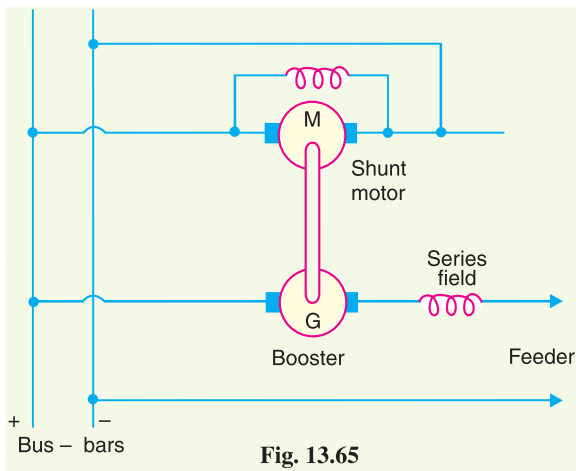 M
Shunt
motor
Series
field
G
Booster
Feeder
+
–
Bus – bars
Fig. 13.65